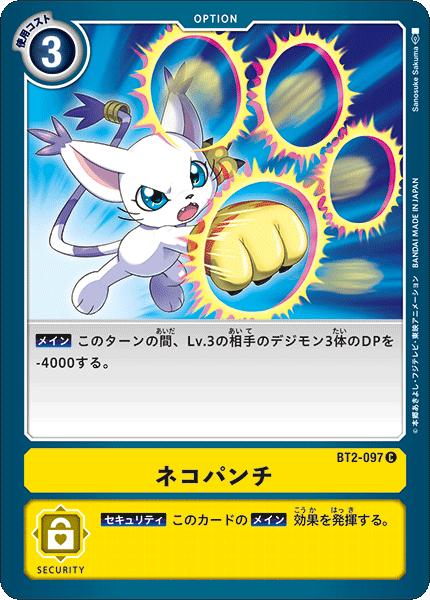 使用コスト
3
OPTION
Sanosuke Sakuma
メイン このターンの間、Lv.3の相手のデジモン3体のDPを
-4000する。
©本郷あきよし・フジテレビ・東映アニメーション BANDAI MADE IN JAPAN
BT2-097 C
ネコパンチ
セキュリティ このカードの メイン 効果を発揮する。
SECURITY